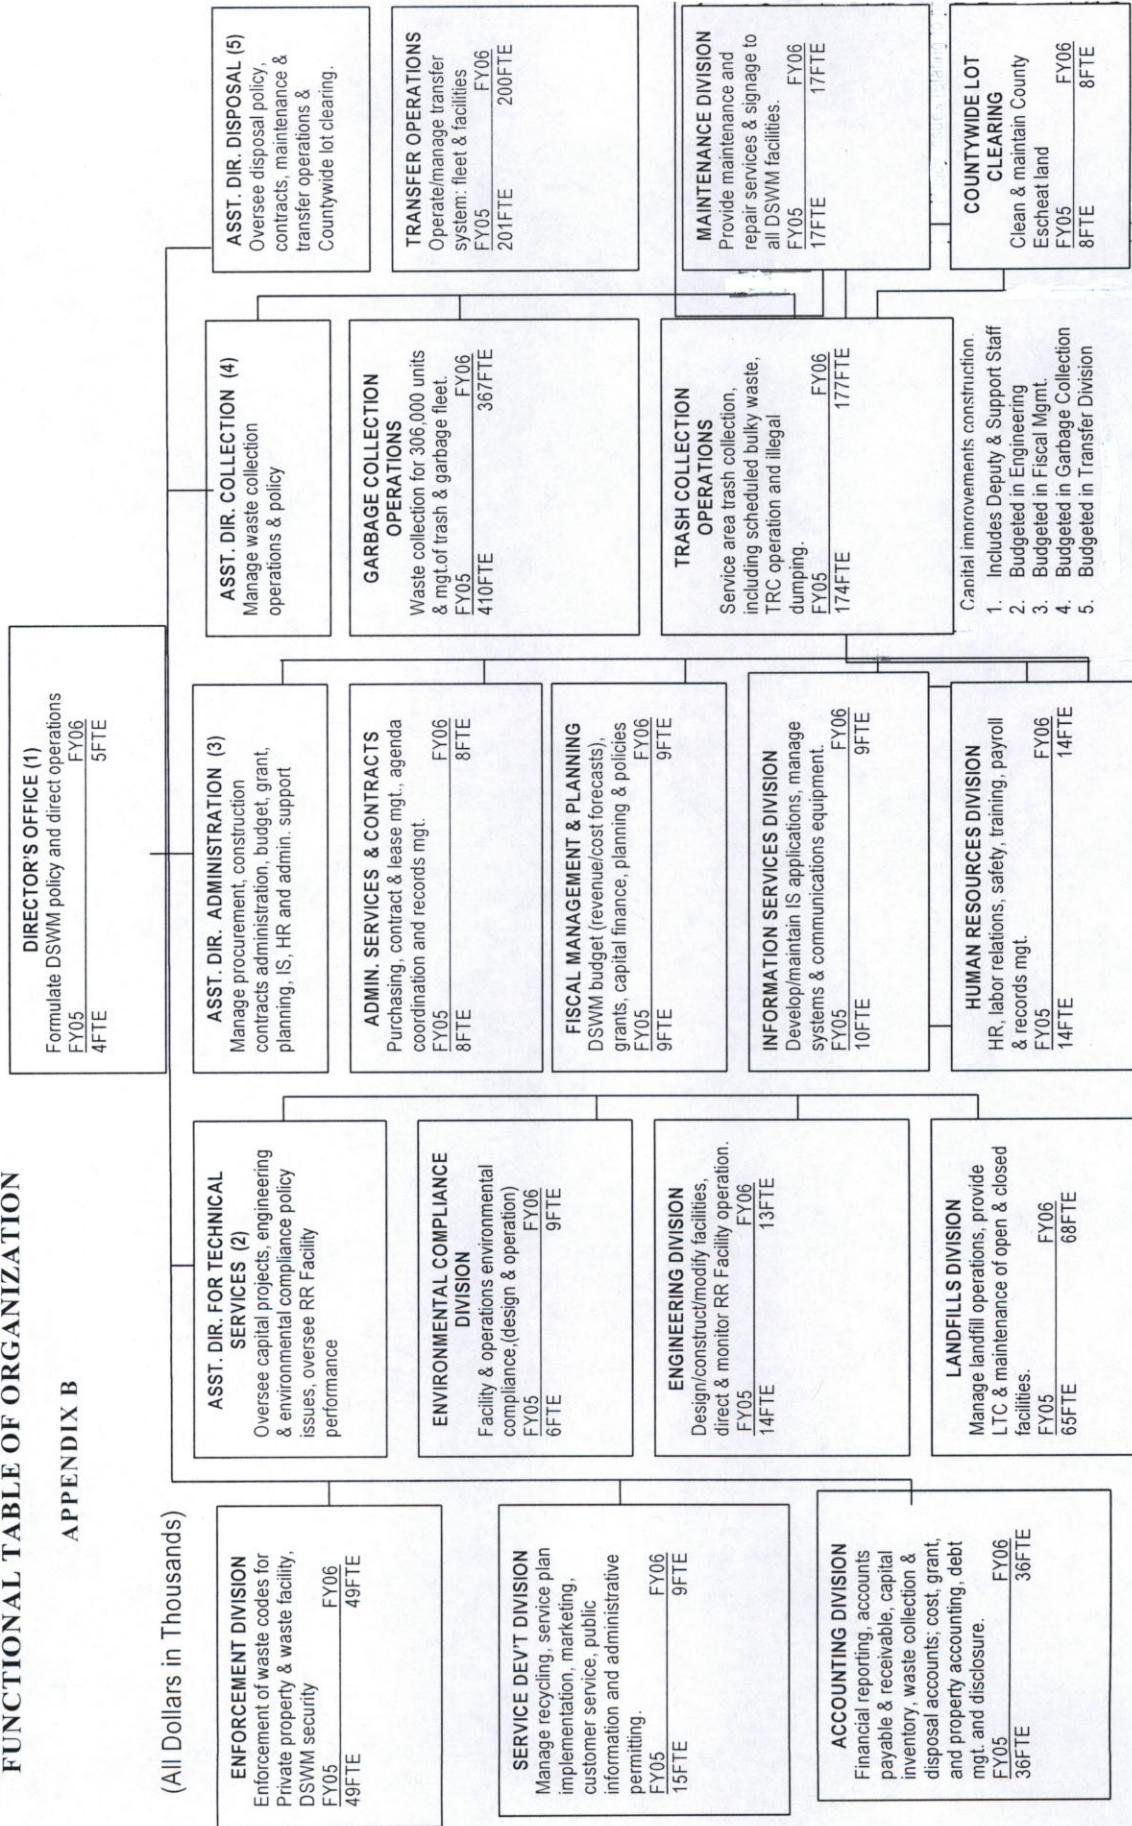 FUNCTIONAL TABLE OF ORGANIZATION
APPENDIX B
(All Dollars in Thousands)
DIRECTOR'S OFFICE (1)
Formulate DSWM policy and direct operations
FY05 FY06
4FTE 5FTE
ENFORCEMENT DIVISION
Enforcement of waste codes for
Private property & waste facility,
DSWM security
FY05 FY06
49FTE 49FTE
SERVICE DEV'T DIVISION
Manage recycling, service plan
implementation, marketing,
customer service, public
information and administrative
permitting.
FY05 FY06
15FTE 9FTE
ACCOUNTING DIVISION
Financial reporting, accounts
payable & receivable, capital
inventory, waste collection &
disposal accounts; cost, grant,
and property accounting, debt
mgt. and disclosure.
FY05 FY06
36FTE 36FTE
ASST. DIR. FOR TECHNICAL
SERVICES (2)
Oversee capital projects, engineering
& environmental compliance policy
issues, oversee RR Facility
performance
ENVIRONMENTAL COMPLIANCE
DIVISION
Facility & operations environmental
compliance,(design & operation)
FY05 FY06
6FTE 9FTE
ENGINEERING DIVISION
Design/construct/modify facilities,
direct & monitor RR Facility operation.
FY05 FY06
14FTE 13FTE
LANDFILLS DIVISION
Manage landfill operations, provide
LTC & maintenance of open & closed
facilities.
FY05 FY06
65FTE 68FTE
ASST. DIR. ADMINISTRATION (3)
Manage procurement, construction
contracts administration, budget, grant,
planning, IS, HR and admin. support
ADMIN. SERVICES & CONTRACTS
Purchasing, contract & lease mgt., agenda
coordination and records mgt.
FY05 FY06
8FTE 8FTE
FISCAL MANAGEMENT & PLANNING
DSWM budget (revenue/cost forecasts),
grants, capital finance, planning & policies
FY05 FY06
9FTE 9FTE
INFORMATION SERVICES DIVISION
Develop/maintain IS applications, manage
systems & communications equipment.
FY05 FY06
10FTE 9FTE
HUMAN RESOURCES DIVISION
HR, labor relations, safety, training, payroll
& records mgt.
FY05 FY06
14FTE 14FTE
ASST. DIR. COLLECTION (4)
Manage waste collection
operations & policy
GARBAGE COLLECTION
OPERATIONS
Waste collection for 306,000 units
& mgt.of trash & garbage fleet.
FY05 FY06
410FTE 367FTE
TRASH COLLECTION
OPERATIONS
Service area trash collection,
including scheduled bulky waste,
TRC operation and illegal
dumping.
FY05 FY06
174FTE 177FTE
Capital improvements construction.
1. Includes Deputy & Support Staff
2. Budgeted in Engineering
3. Budgeted in Fiscal Mgmt.
4. Budgeted in Garbage Collection
5. Budgeted in Transfer Division
ASST. DIR. DISPOSAL (5)
Oversee disposal policy,
contracts, maintenance &
transfer operations &
Countywide lot clearing.
TRANSFER OPERATIONS
Operate/manage transfer
system: fleet & facilities
FY05 FY06
201FTE 200FTE
MAINTENANCE DIVISION
Provide maintenance and
repair services & signage to
all DSWM facilities.
FY05 FY06
17FTE 17FTE
COUNTYWIDE LOT
CLEARING
Clean & maintain County
Escheat land
FY05 FY06
8FTE 8FTE